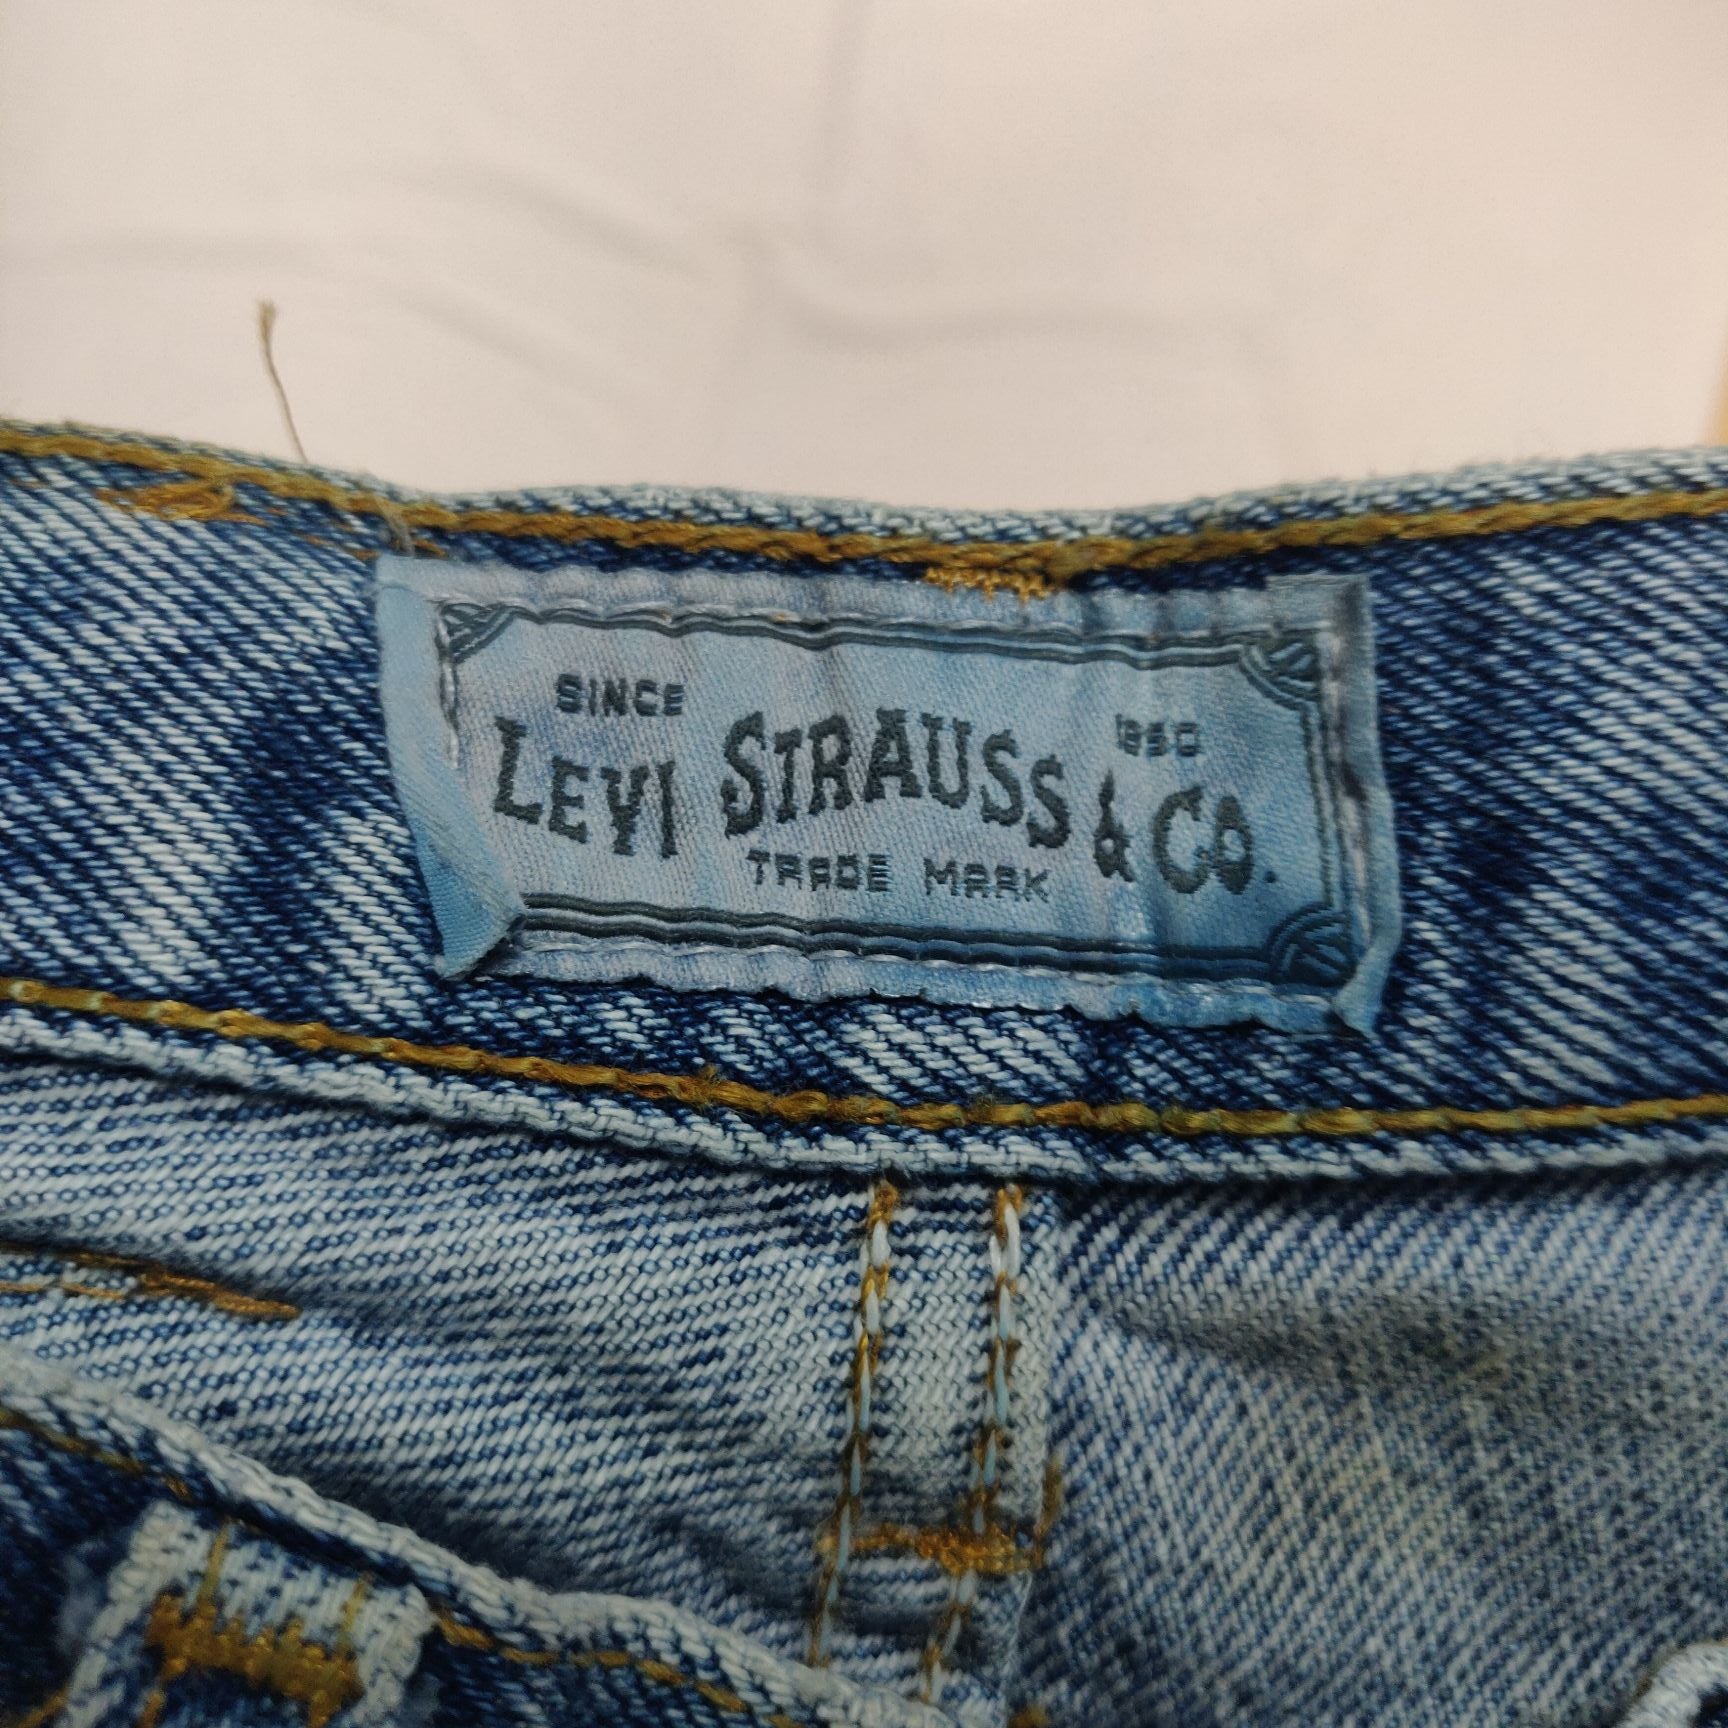 SINCE 1850
LEVI STRAUSS & CO.
TRADE MARK